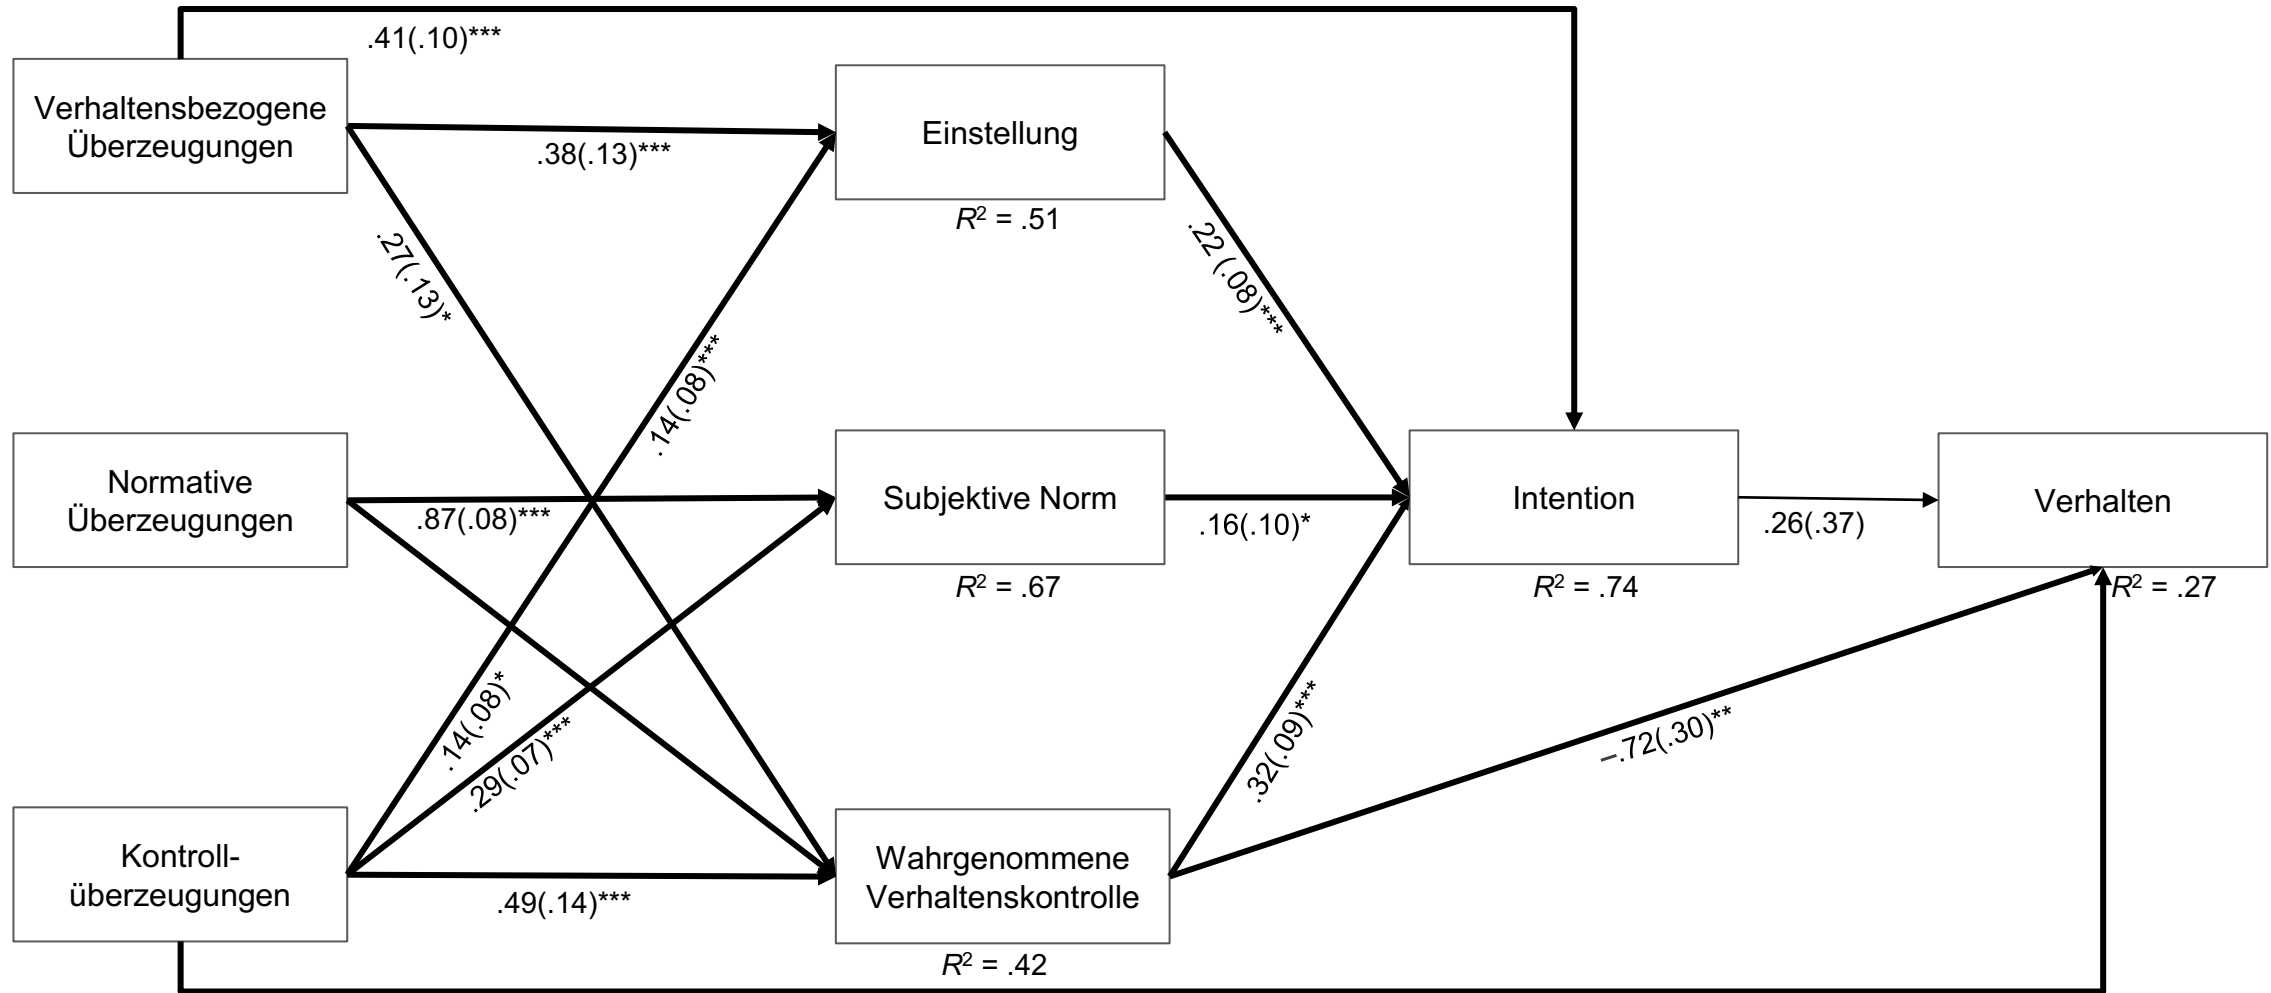 .41(.10)***
Verhaltensbezogene
Überzeugungen
.38(.13)***
Einstellung
R² = .51
.27(.13)*
.14(.08)***
.22 (.08)***
Normative
Überzeugungen
.87(.08)***
Subjektive Norm
R² = .67
.16(.10)*
Intention
R² = .74
.26(.37)
Verhalten
R² = .27
.14(.08)*
.29(.07)***
.32(.09)***
–.72(.30)**
Kontroll-
überzeugungen
.49(.14)***
Wahrgenommene
Verhaltenskontrolle
R² = .42